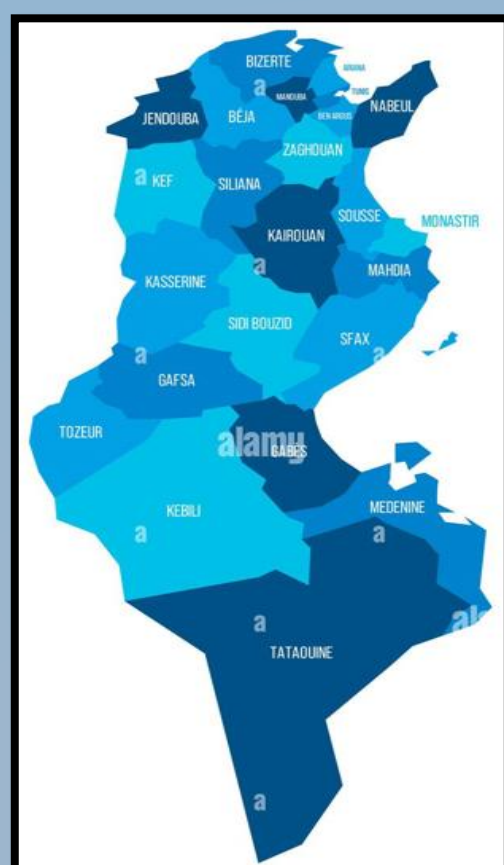 BIZERTE
ARIANA
MANOUBA
TUNIS
NABEUL
JENDOUBA
BÉJA
BEN AROUS
ZAGHOUAN
KEF
SILIANA
SOUSSE
MONASTIR
KAIROUAN
MAHDIA
KASSERINE
SIDI BOUZID
SFAX
GAFSA
TOZEUR
alamy
GABÈS
KEBILI
MEDENINE
TATAOUINE
a
a
a
a
a
a
a
a
a